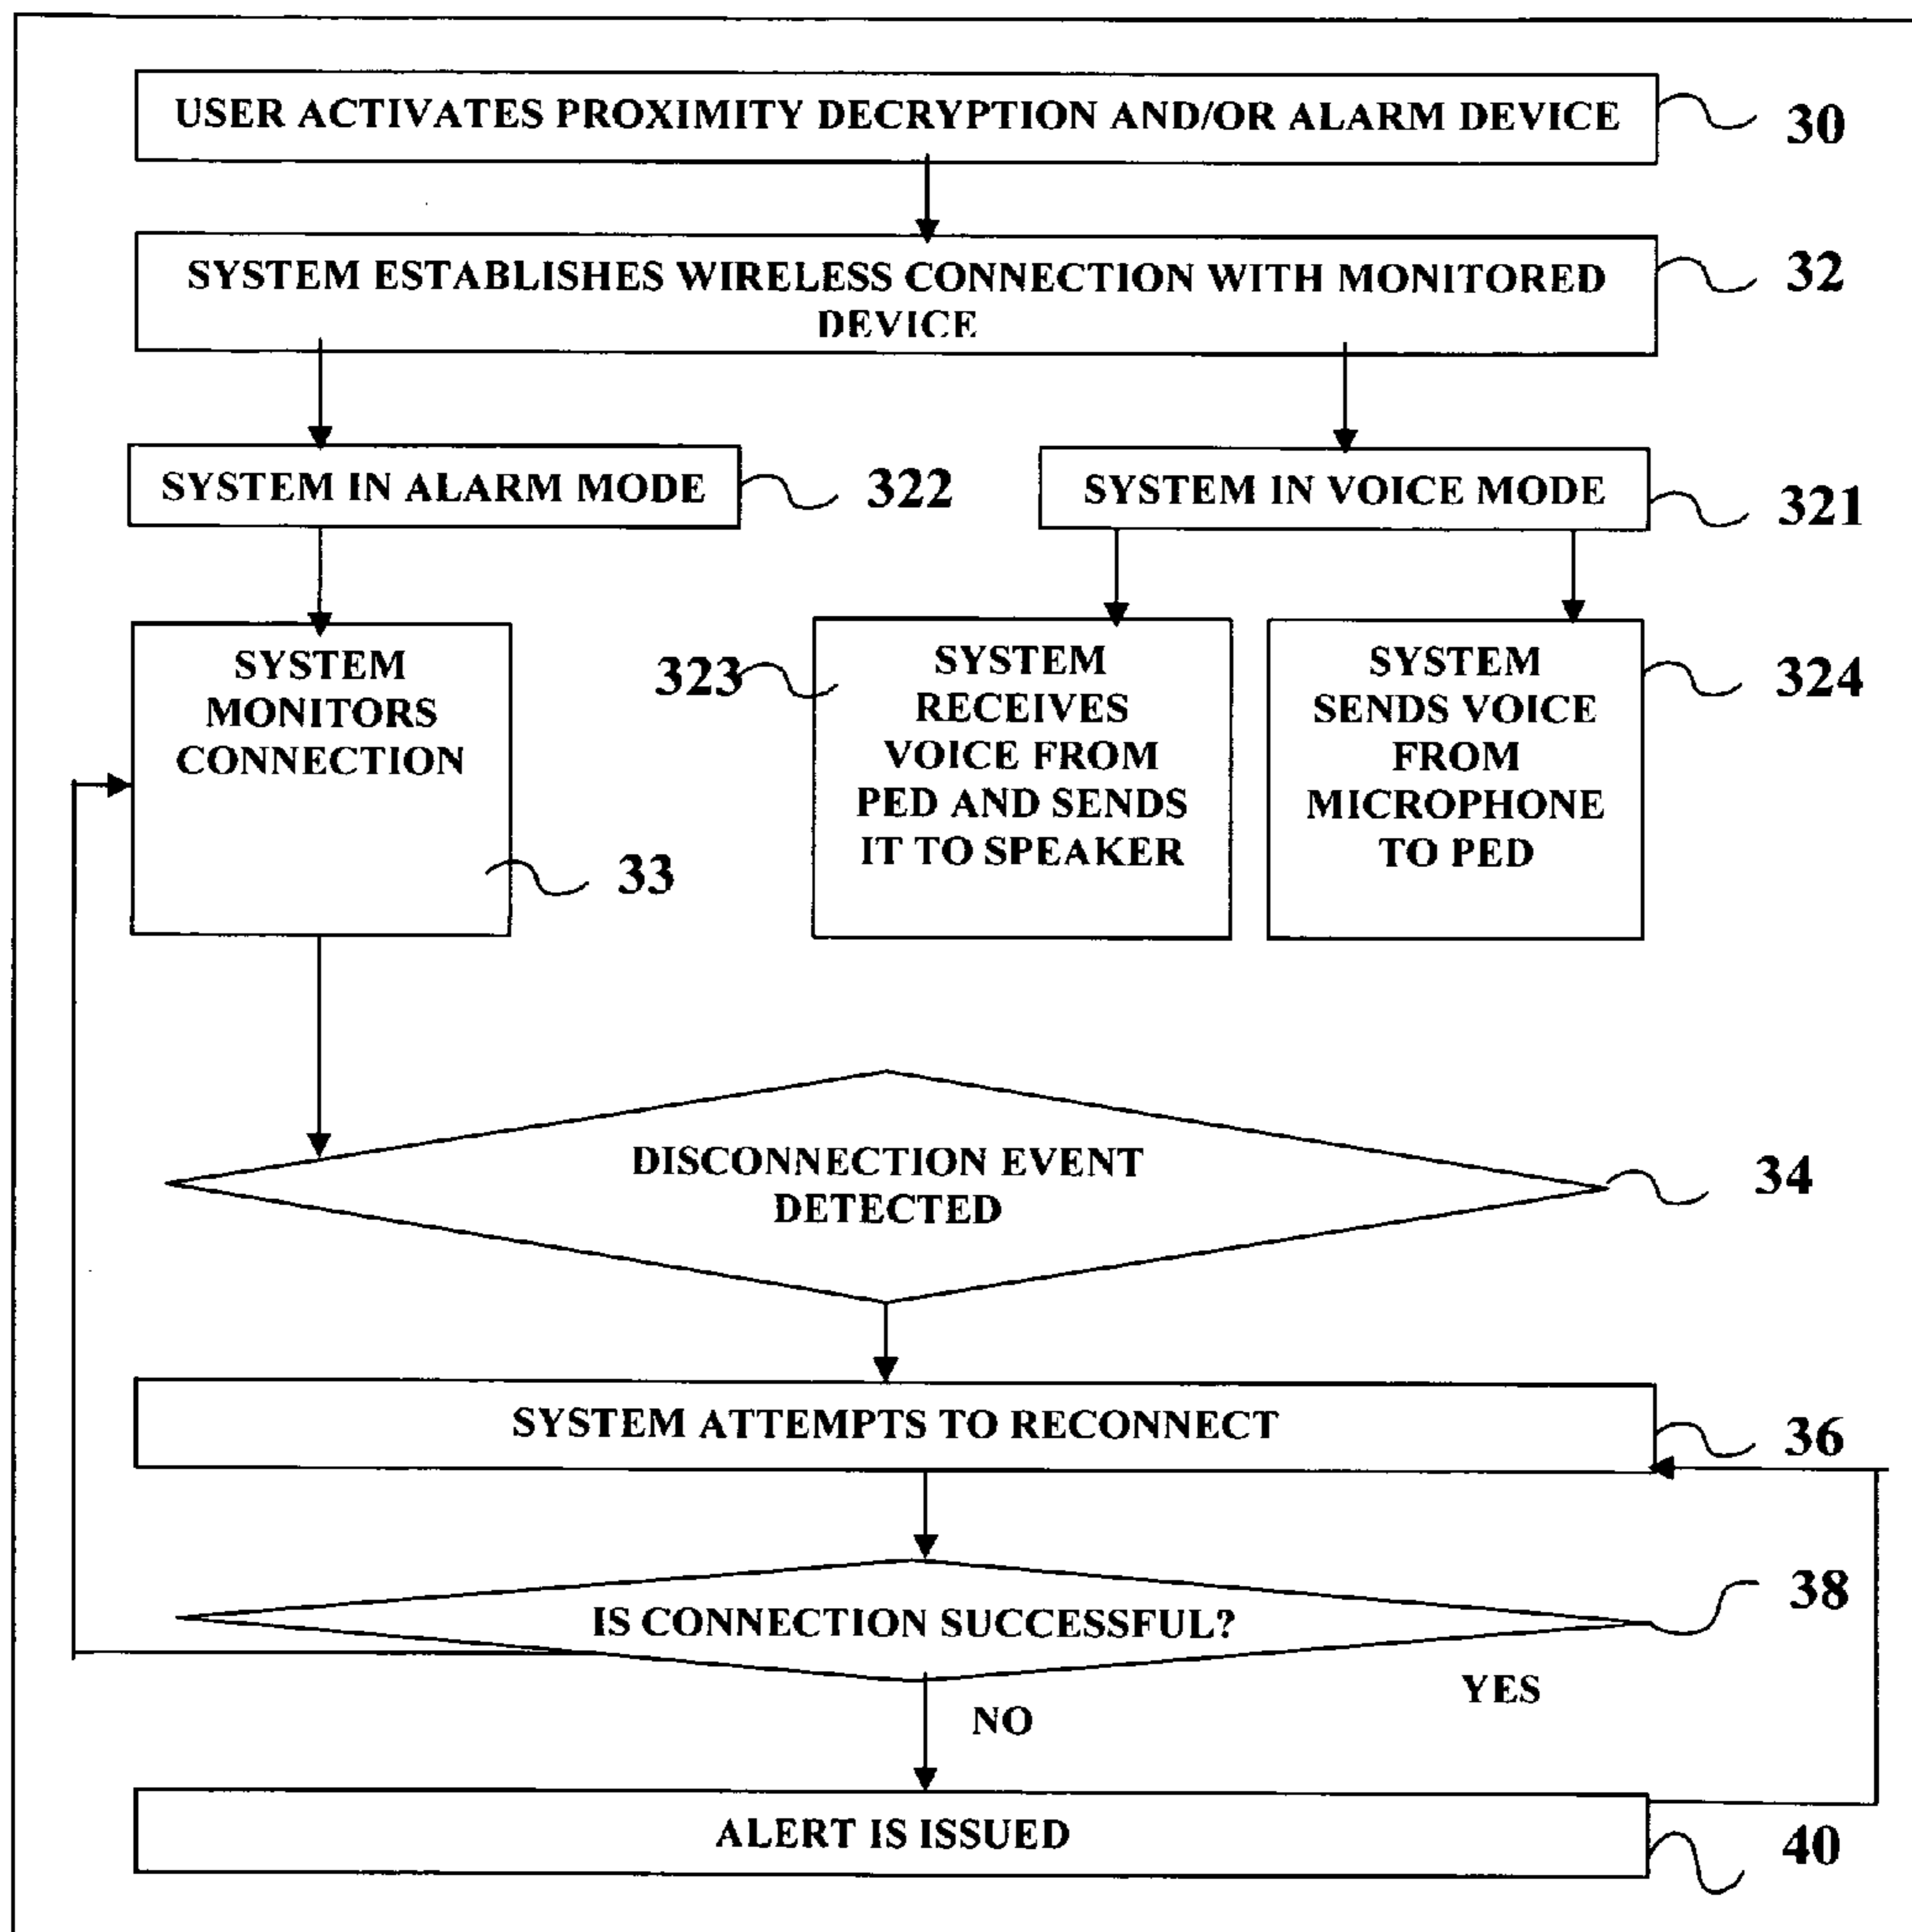 USER ACTIVATES PROXIMITY DECRYPTION AND/OR ALARM DEVICE
30
SYSTEM ESTABLISHES WIRELESS CONNECTION WITH MONITORED
DEVICE
32
SYSTEM IN ALARM MODE
322
SYSTEM IN VOICE MODE
321
SYSTEM
MONITORS
CONNECTION
33
323
SYSTEM
RECEIVES
VOICE FROM
PED AND SENDS
IT TO SPEAKER
SYSTEM
SENDS VOICE
FROM
MICROPHONE
TO PED
324
DISCONNECTION EVENT
DETECTED
34
SYSTEM ATTEMPTS TO RECONNECT
36
IS CONNECTION SUCCESSFUL?
38
YES
NO
ALERT IS ISSUED
40